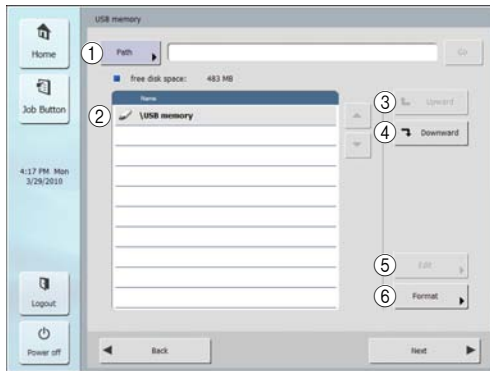 USB memory
Home
1 Path Go
free disk space: 483 MB
Job Button
Name
2 \USB memory
3 Upward
4 Downward
4:17 PM Mon
3/29/2010
5 Edit
6 Format
Logout
Power off
Back
Next